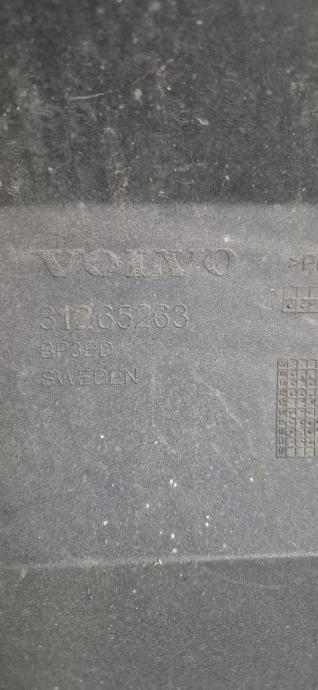 VOLVO
31265263
BP3ED
SWEDEN
>P